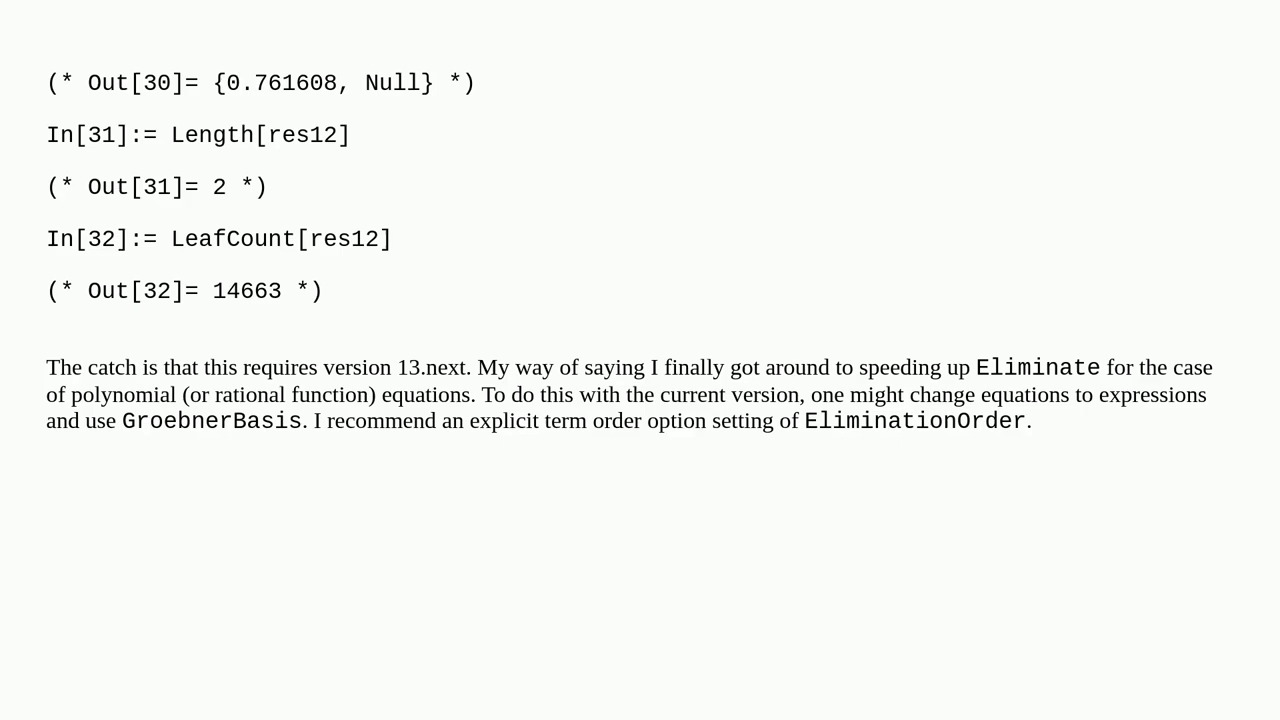 (* Out[30]= {0.761608, Null} *)
In[31]:= Length[res12]
(* Out[31]= 2 *)
In[32]:= LeafCount[res12]
(* Out[32]= 14663 *)
The catch is that this requires version 13.next. My way of saying I finally got around to speeding up Eliminate for the case
of polynomial (or rational function) equations. To do this with the current version, one might change equations to expressions
and use GroebnerBasis. I recommend an explicit term order option setting of EliminationOrder.